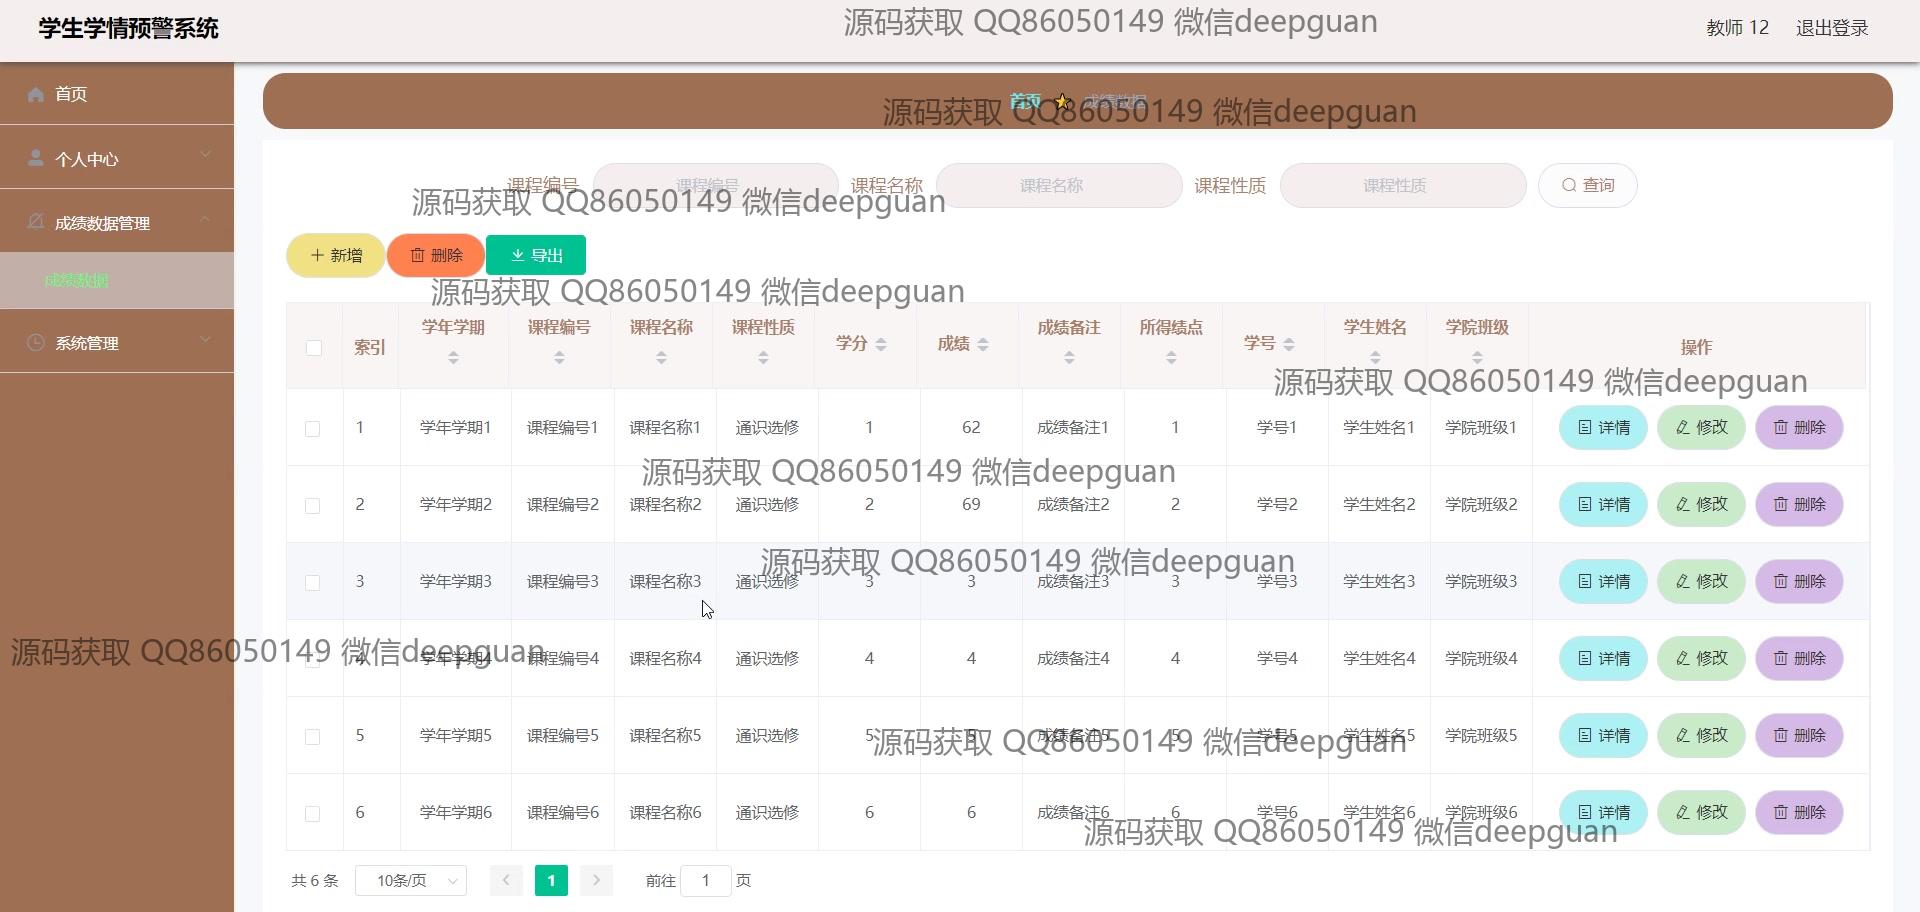 学生学情预警系统
源码获取 QQ86050149 微信deepguan
教师 12 退出登录
首页
首页 成绩数据
源码获取 QQ86050149 微信deepguan
个人中心
课程编号 课程编号 课程名称 课程名称 课程性质 课程性质 查询
源码获取 QQ86050149 微信deepguan
成绩数据管理
新增 删除 导出
成绩数据
源码获取 QQ86050149 微信deepguan
系统管理
索引 学年学期 课程编号 课程名称 课程性质 学分 成绩 成绩备注 所得绩点 学号 学生姓名 学院班级 操作
源码获取 QQ86050149 微信deepguan
1 学年学期1 课程编号1 课程名称1 通识选修 1 62 成绩备注1 1 学号1 学生姓名1 学院班级1 详情 修改 删除
源码获取 QQ86050149 微信deepguan
2 学年学期2 课程编号2 课程名称2 通识选修 2 69 成绩备注2 2 学号2 学生姓名2 学院班级2 详情 修改 删除
源码获取 QQ86050149 微信deepguan
3 学年学期3 课程编号3 课程名称3 通识选修 3 3 成绩备注3 3 学号3 学生姓名3 学院班级3 详情 修改 删除
源码获取 QQ86050149 微信deepguan
4 学年学期4 课程编号4 课程名称4 通识选修 4 4 成绩备注4 4 学号4 学生姓名4 学院班级4 详情 修改 删除
5 学年学期5 课程编号5 课程名称5 通识选修 5 5 成绩备注5 5 学号5 学生姓名5 学院班级5 详情 修改 删除
源码获取 QQ86050149 微信deepguan
6 学年学期6 课程编号6 课程名称6 通识选修 6 6 成绩备注6 6 学号6 学生姓名6 学院班级6 详情 修改 删除
源码获取 QQ86050149 微信deepguan
共 6 条 10条/页 1 前往 1 页